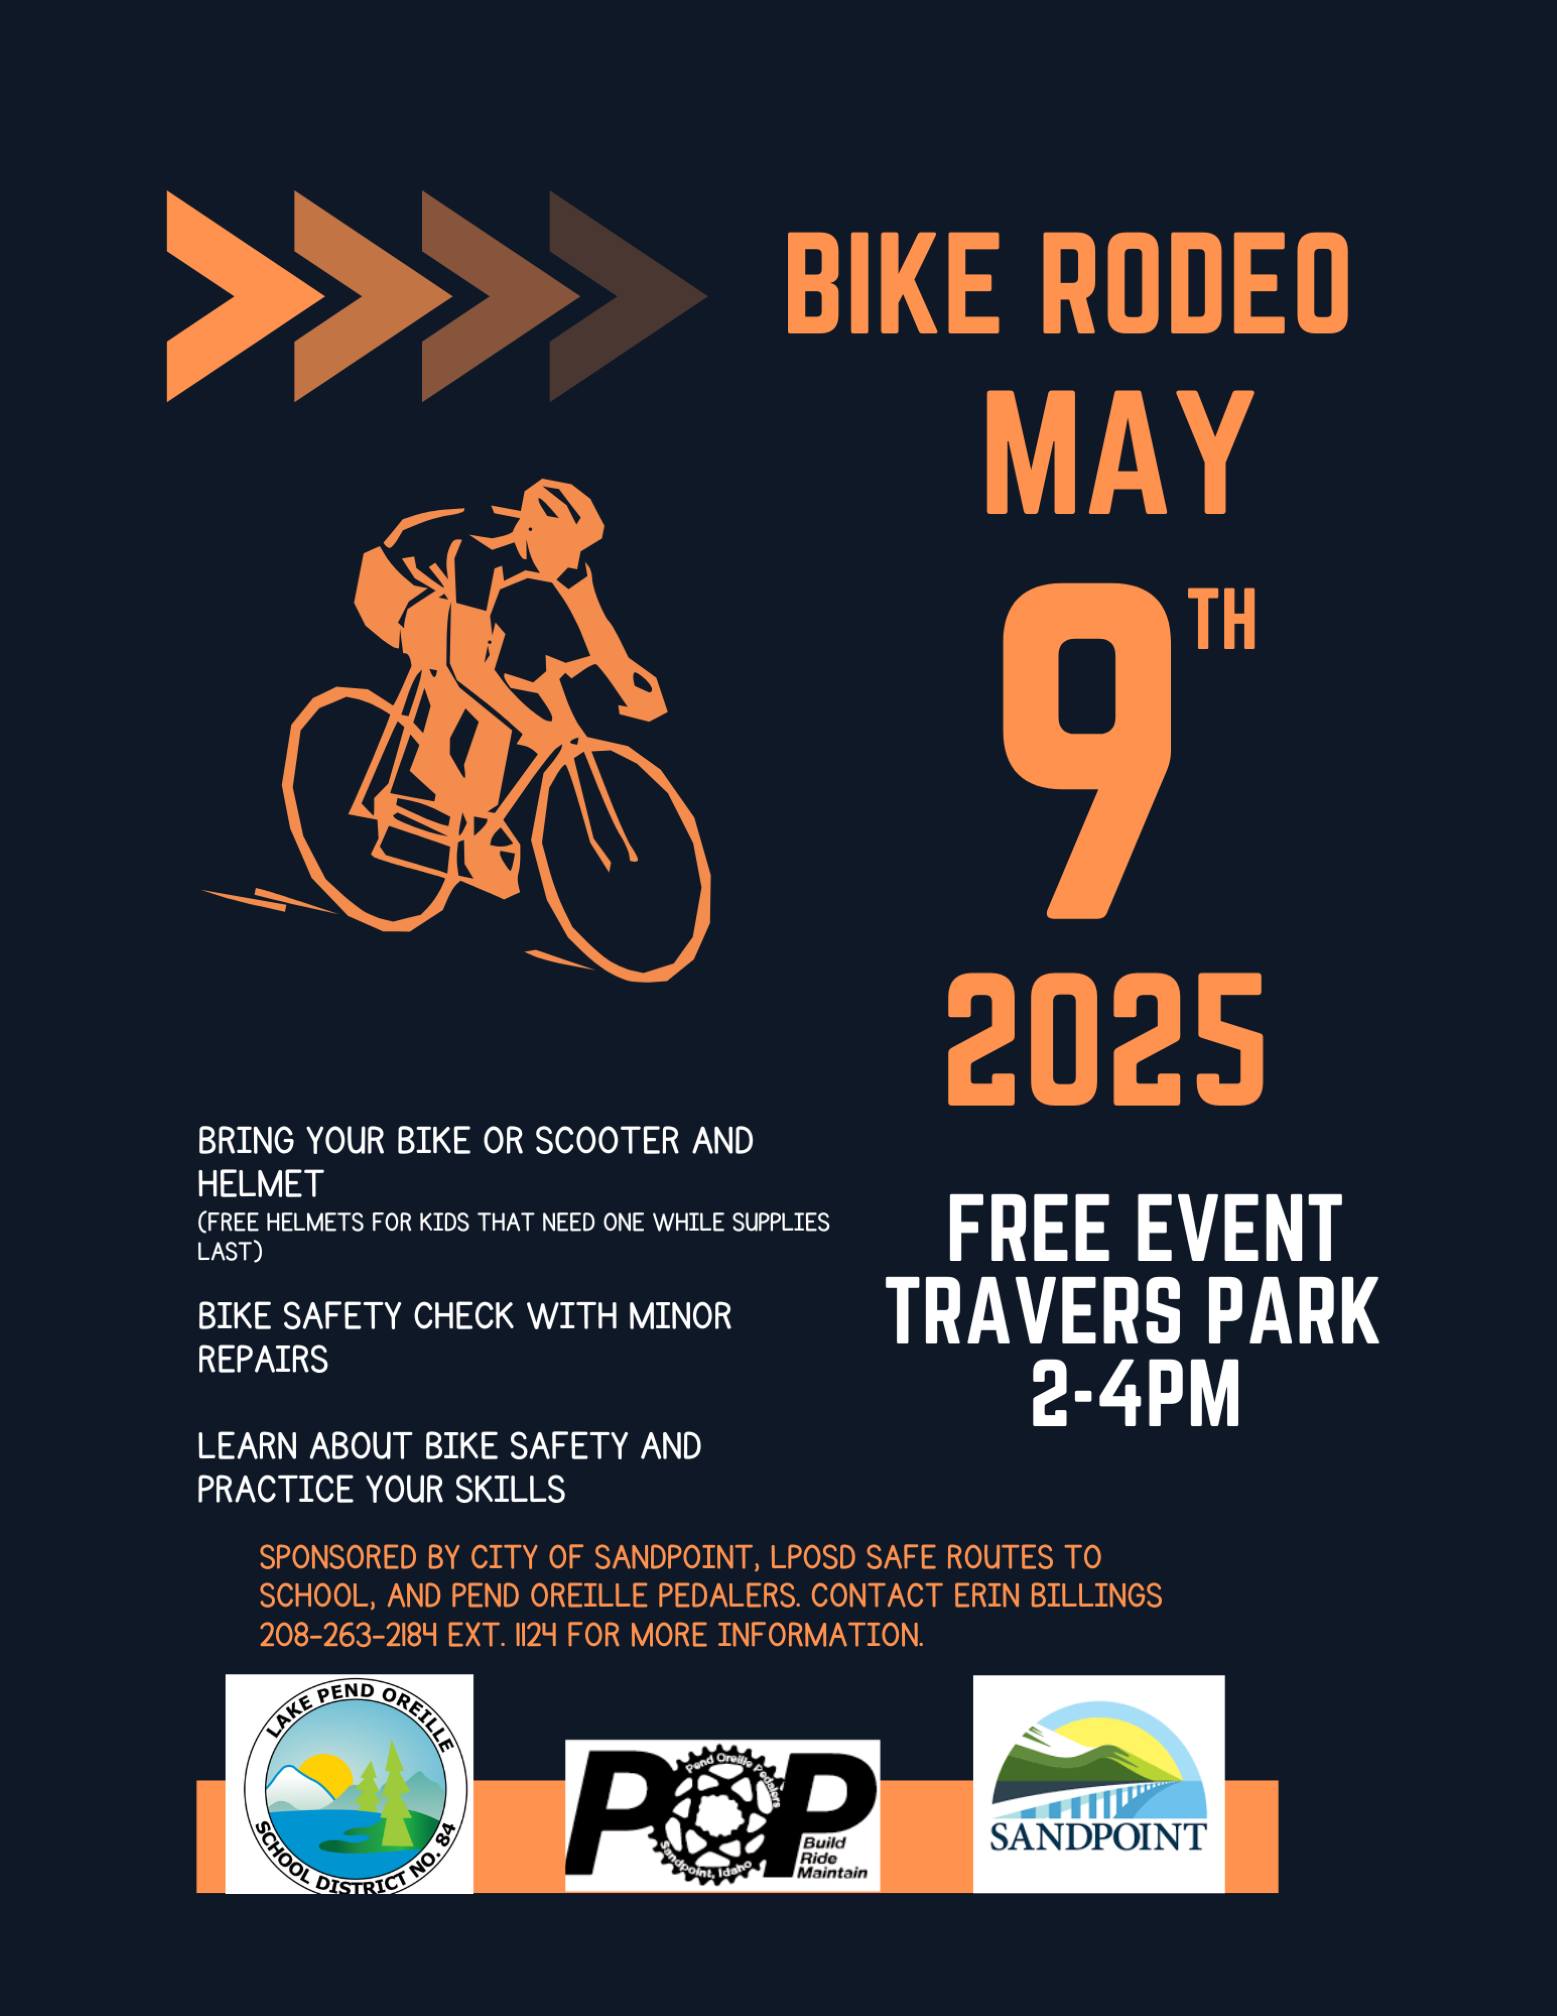 BIKE RODEO
MAY
9TH
2025
BRING YOUR BIKE OR SCOOTER AND
HELMET
(FREE HELMETS FOR KIDS THAT NEED ONE WHILE SUPPLIES
LAST)
BIKE SAFETY CHECK WITH MINOR
REPAIRS
LEARN ABOUT BIKE SAFETY AND
PRACTICE YOUR SKILLS
FREE EVENT
TRAVERS PARK
2-4PM
SPONSORED BY CITY OF SANDPOINT, LPOSD SAFE ROUTES TO
SCHOOL, AND PEND OREILLE PEDALERS. CONTACT ERIN BILLINGS
208-263-2184 EXT. 1124 FOR MORE INFORMATION.
LAKE PEND OREILLE
SCHOOL DISTRICT NO. 84
POP
Pend Oreille Pedalers
Sandpoint, Idaho
Build
Ride
Maintain
SANDPOINT